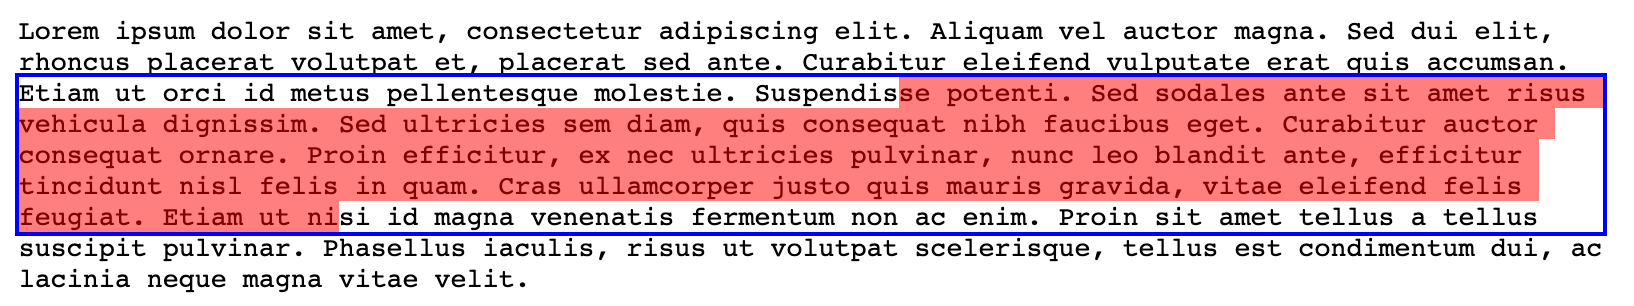 Lorem ipsum dolor sit amet, consectetur adipiscing elit. Aliquam vel auctor magna. Sed dui elit,
rhoncus placerat volutpat et, placerat sed ante. Curabitur eleifend vulputate erat quis accumsan.
Etiam ut orci id metus pellentesque molestie. Suspendisse potenti. Sed sodales ante sit amet risus
vehicula dignissim. Sed ultricies sem diam, quis consequat nibh faucibus eget. Curabitur auctor
consequat ornare. Proin efficitur, ex nec ultricies pulvinar, nunc leo blandit ante, efficitur
tincidunt nisl felis in quam. Cras ullamcorper justo quis mauris gravida, vitae eleifend felis
feugiat. Etiam ut nisi id magna venenatis fermentum non ac enim. Proin sit amet tellus a tellus
suscipit pulvinar. Phasellus iaculis, risus ut volutpat scelerisque, tellus est condimentum dui, ac
lacinia neque magna vitae velit.